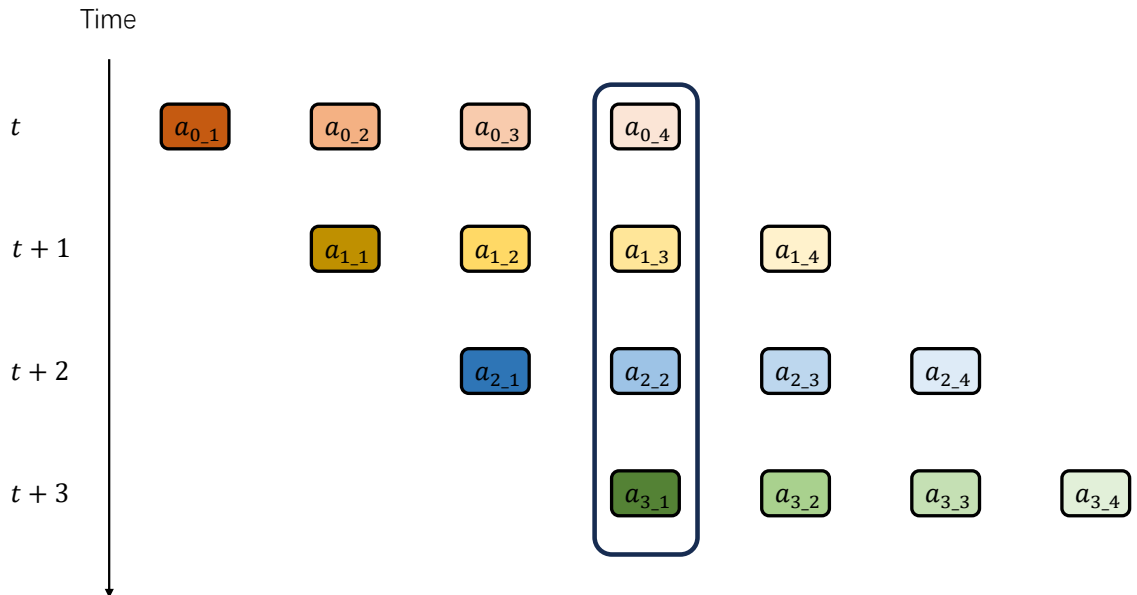 Time
t a_{0_1} a_{0_2} a_{0_3} a_{0_4}
t + 1 a_{1_1} a_{1_2} a_{1_3} a_{1_4}
t + 2 a_{2_1} a_{2_2} a_{2_3} a_{2_4}
t + 3 a_{3_1} a_{3_2} a_{3_3} a_{3_4}